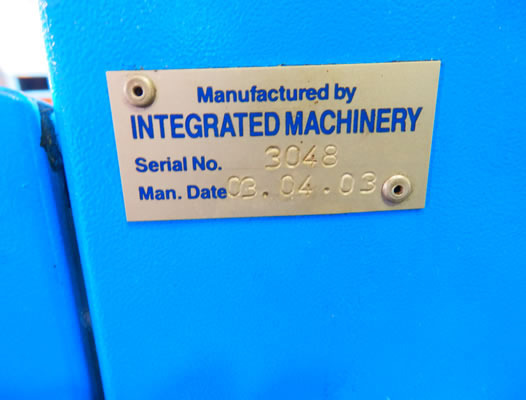 Manufactured by
INTEGRATED MACHINERY
Serial No. 3048
Man. Date 03.04.03